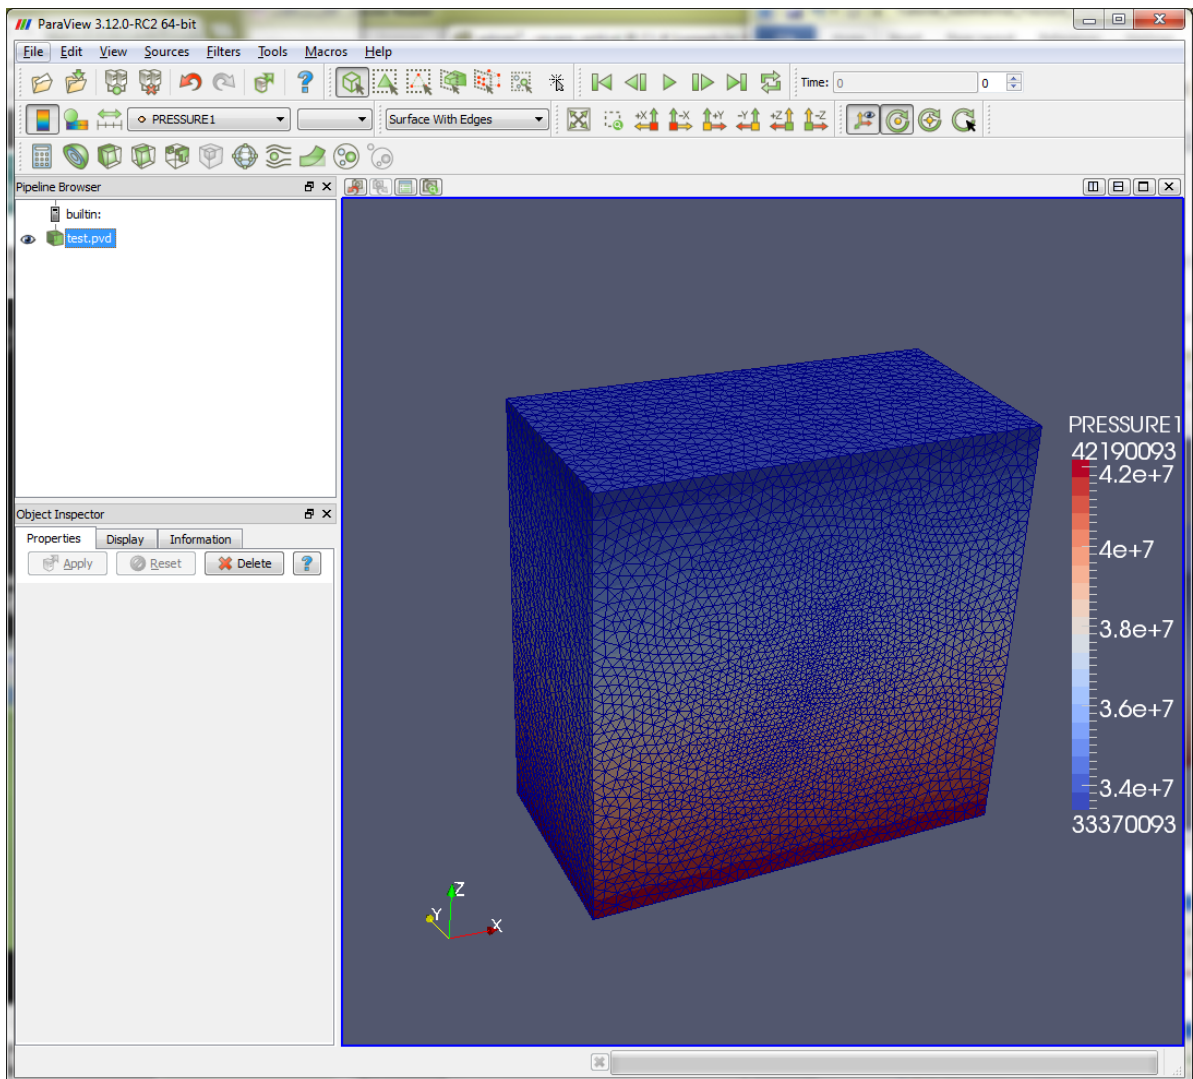 ParaView 3.12.0-RC2 64-bit
File Edit View Sources Filters Tools Macros Help
Time: 0 0
PRESSURE1 Surface With Edges +X -X +Y -Y +Z -Z
Pipeline Browser
builtin:
test.pvd
Object Inspector
Properties Display Information
Apply Reset Delete
PRESSURE1
42190093
4.2e+7
4e+7
3.8e+7
3.6e+7
3.4e+7
33370093
Z
Y
X